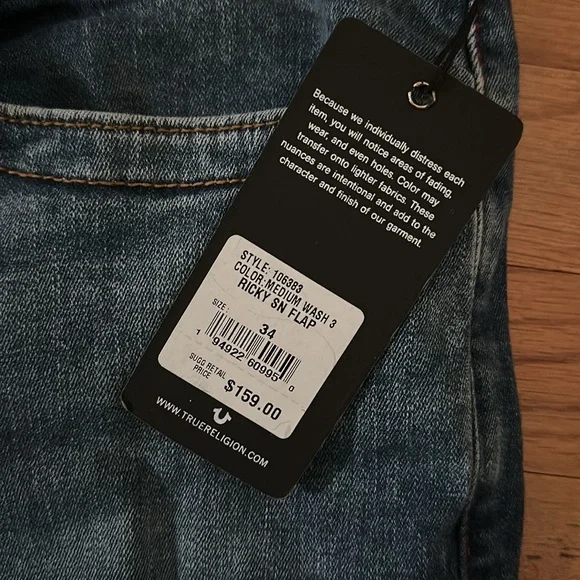 Because we individually distress each
item, you will notice areas of fading,
wear, and even holes. Color may
transfer onto lighter fabrics. These
nuances are intentional and add to the
character and finish of our garment.
STYLE: 106383
COLOR:MEDIUM WASH 3
RICKY SN FLAP
SIZE: 34
1 94922 60995 0
SUGG RETAIL
PRICE $159.00
WWW.TRUERELIGION.COM